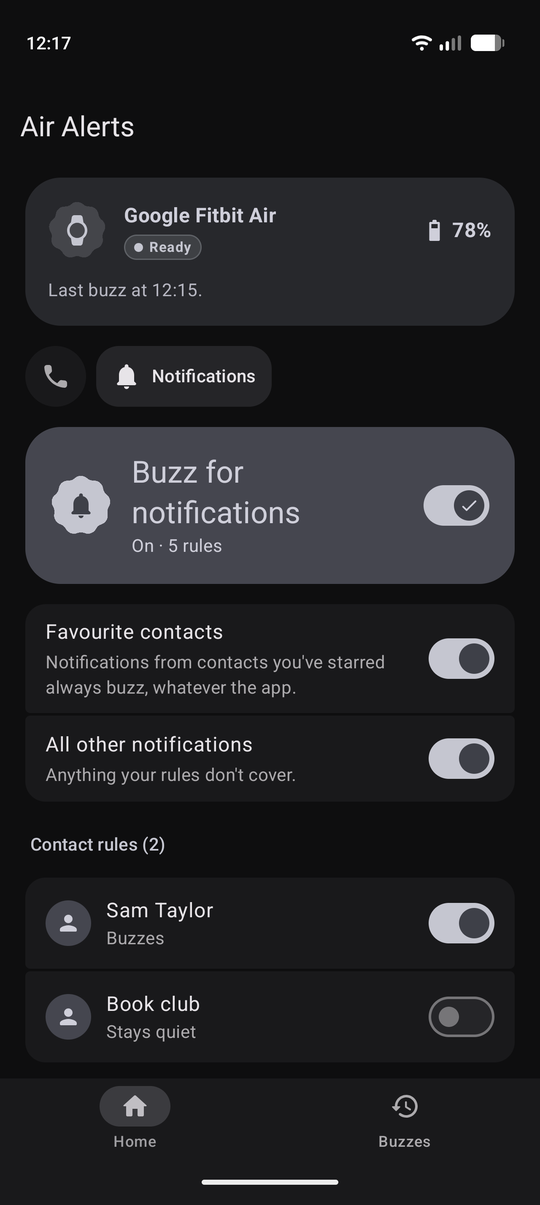 12:17
Air Alerts
Google Fitbit Air
Ready
78%
Last buzz at 12:15.
Notifications
Buzz for
notifications
On · 5 rules
Favourite contacts
Notifications from contacts you've starred
always buzz, whatever the app.
All other notifications
Anything your rules don't cover.
Contact rules (2)
Sam Taylor
Buzzes
Book club
Stays quiet
Home
Buzzes